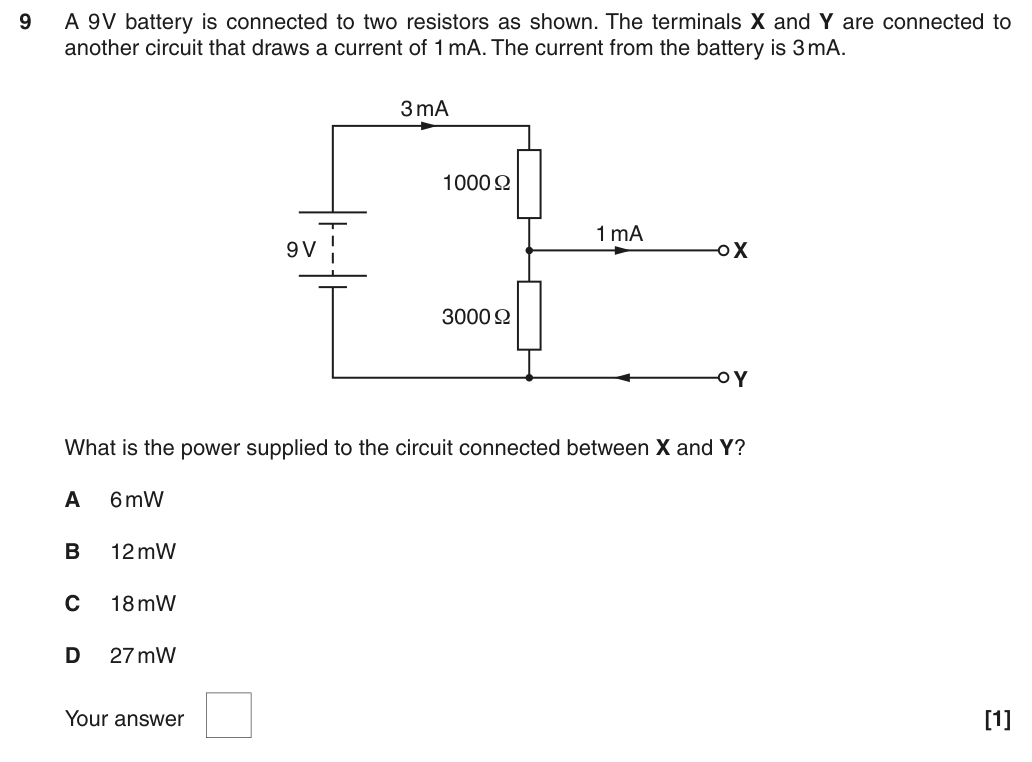 9 A 9V battery is connected to two resistors as shown. The terminals X and Y are connected to
another circuit that draws a current of 1 mA. The current from the battery is 3 mA.
3 mA
1000 Ω
1 mA
X
9 V
3000 Ω
Y
What is the power supplied to the circuit connected between X and Y?
A 6 mW
B 12 mW
C 18 mW
D 27 mW
Your answer [1]